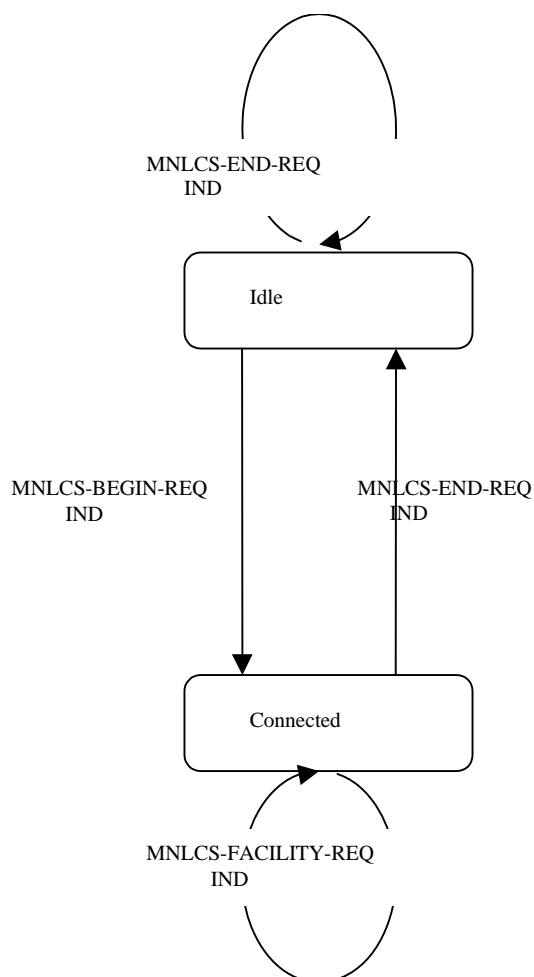 MNLCS-END-REQ
IND
Idle
MNLCS-BEGIN-REQ
IND
MNLCS-END-REQ
IND
Connected
MNLCS-FACILITY-REQ
IND